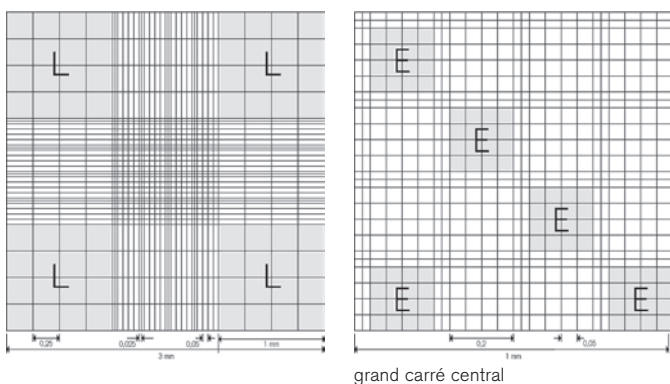 L L
E
E
E
L L
E E
0,25 0,025 0,05 1 mm
3 mm
0,2 0,05
1 mm
grand carré central